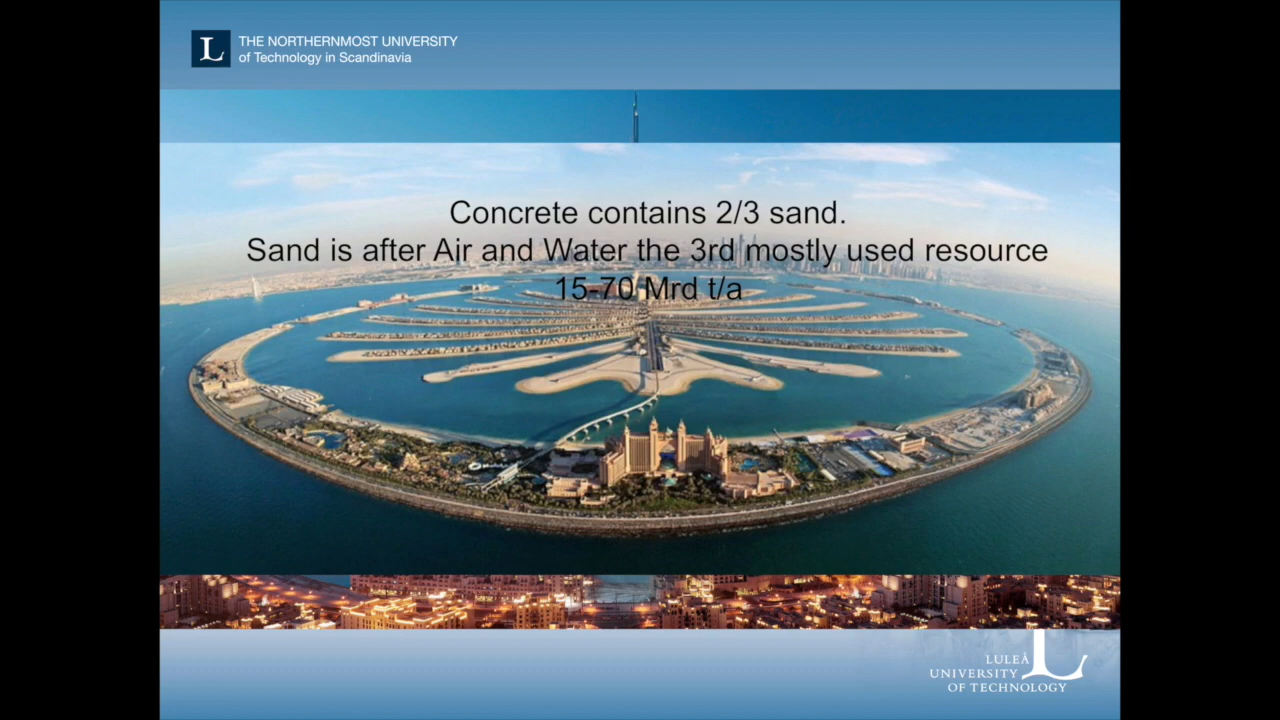 L
THE NORTHERNMOST UNIVERSITY
of Technology in Scandinavia
Concrete contains 2/3 sand.
Sand is after Air and Water the 3rd mostly used resource
15-70 Mrd t/a
LULEÅ
UNIVERSITY
OF TECHNOLOGY
L